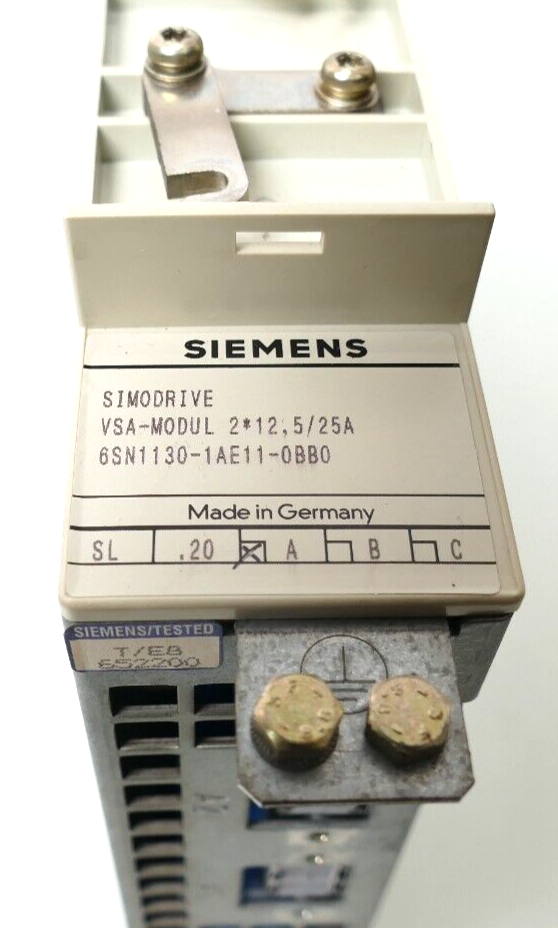 SIEMENS
SIMODRIVE
VSA-MODUL 2*12,5/25A
6SN1130-1AE11-0BB0
Made in Germany
SL .20 A B C
SIEMENS/TESTED
T/E8
652200